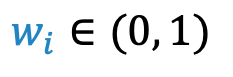 wᵢ ∈ (0, 1)